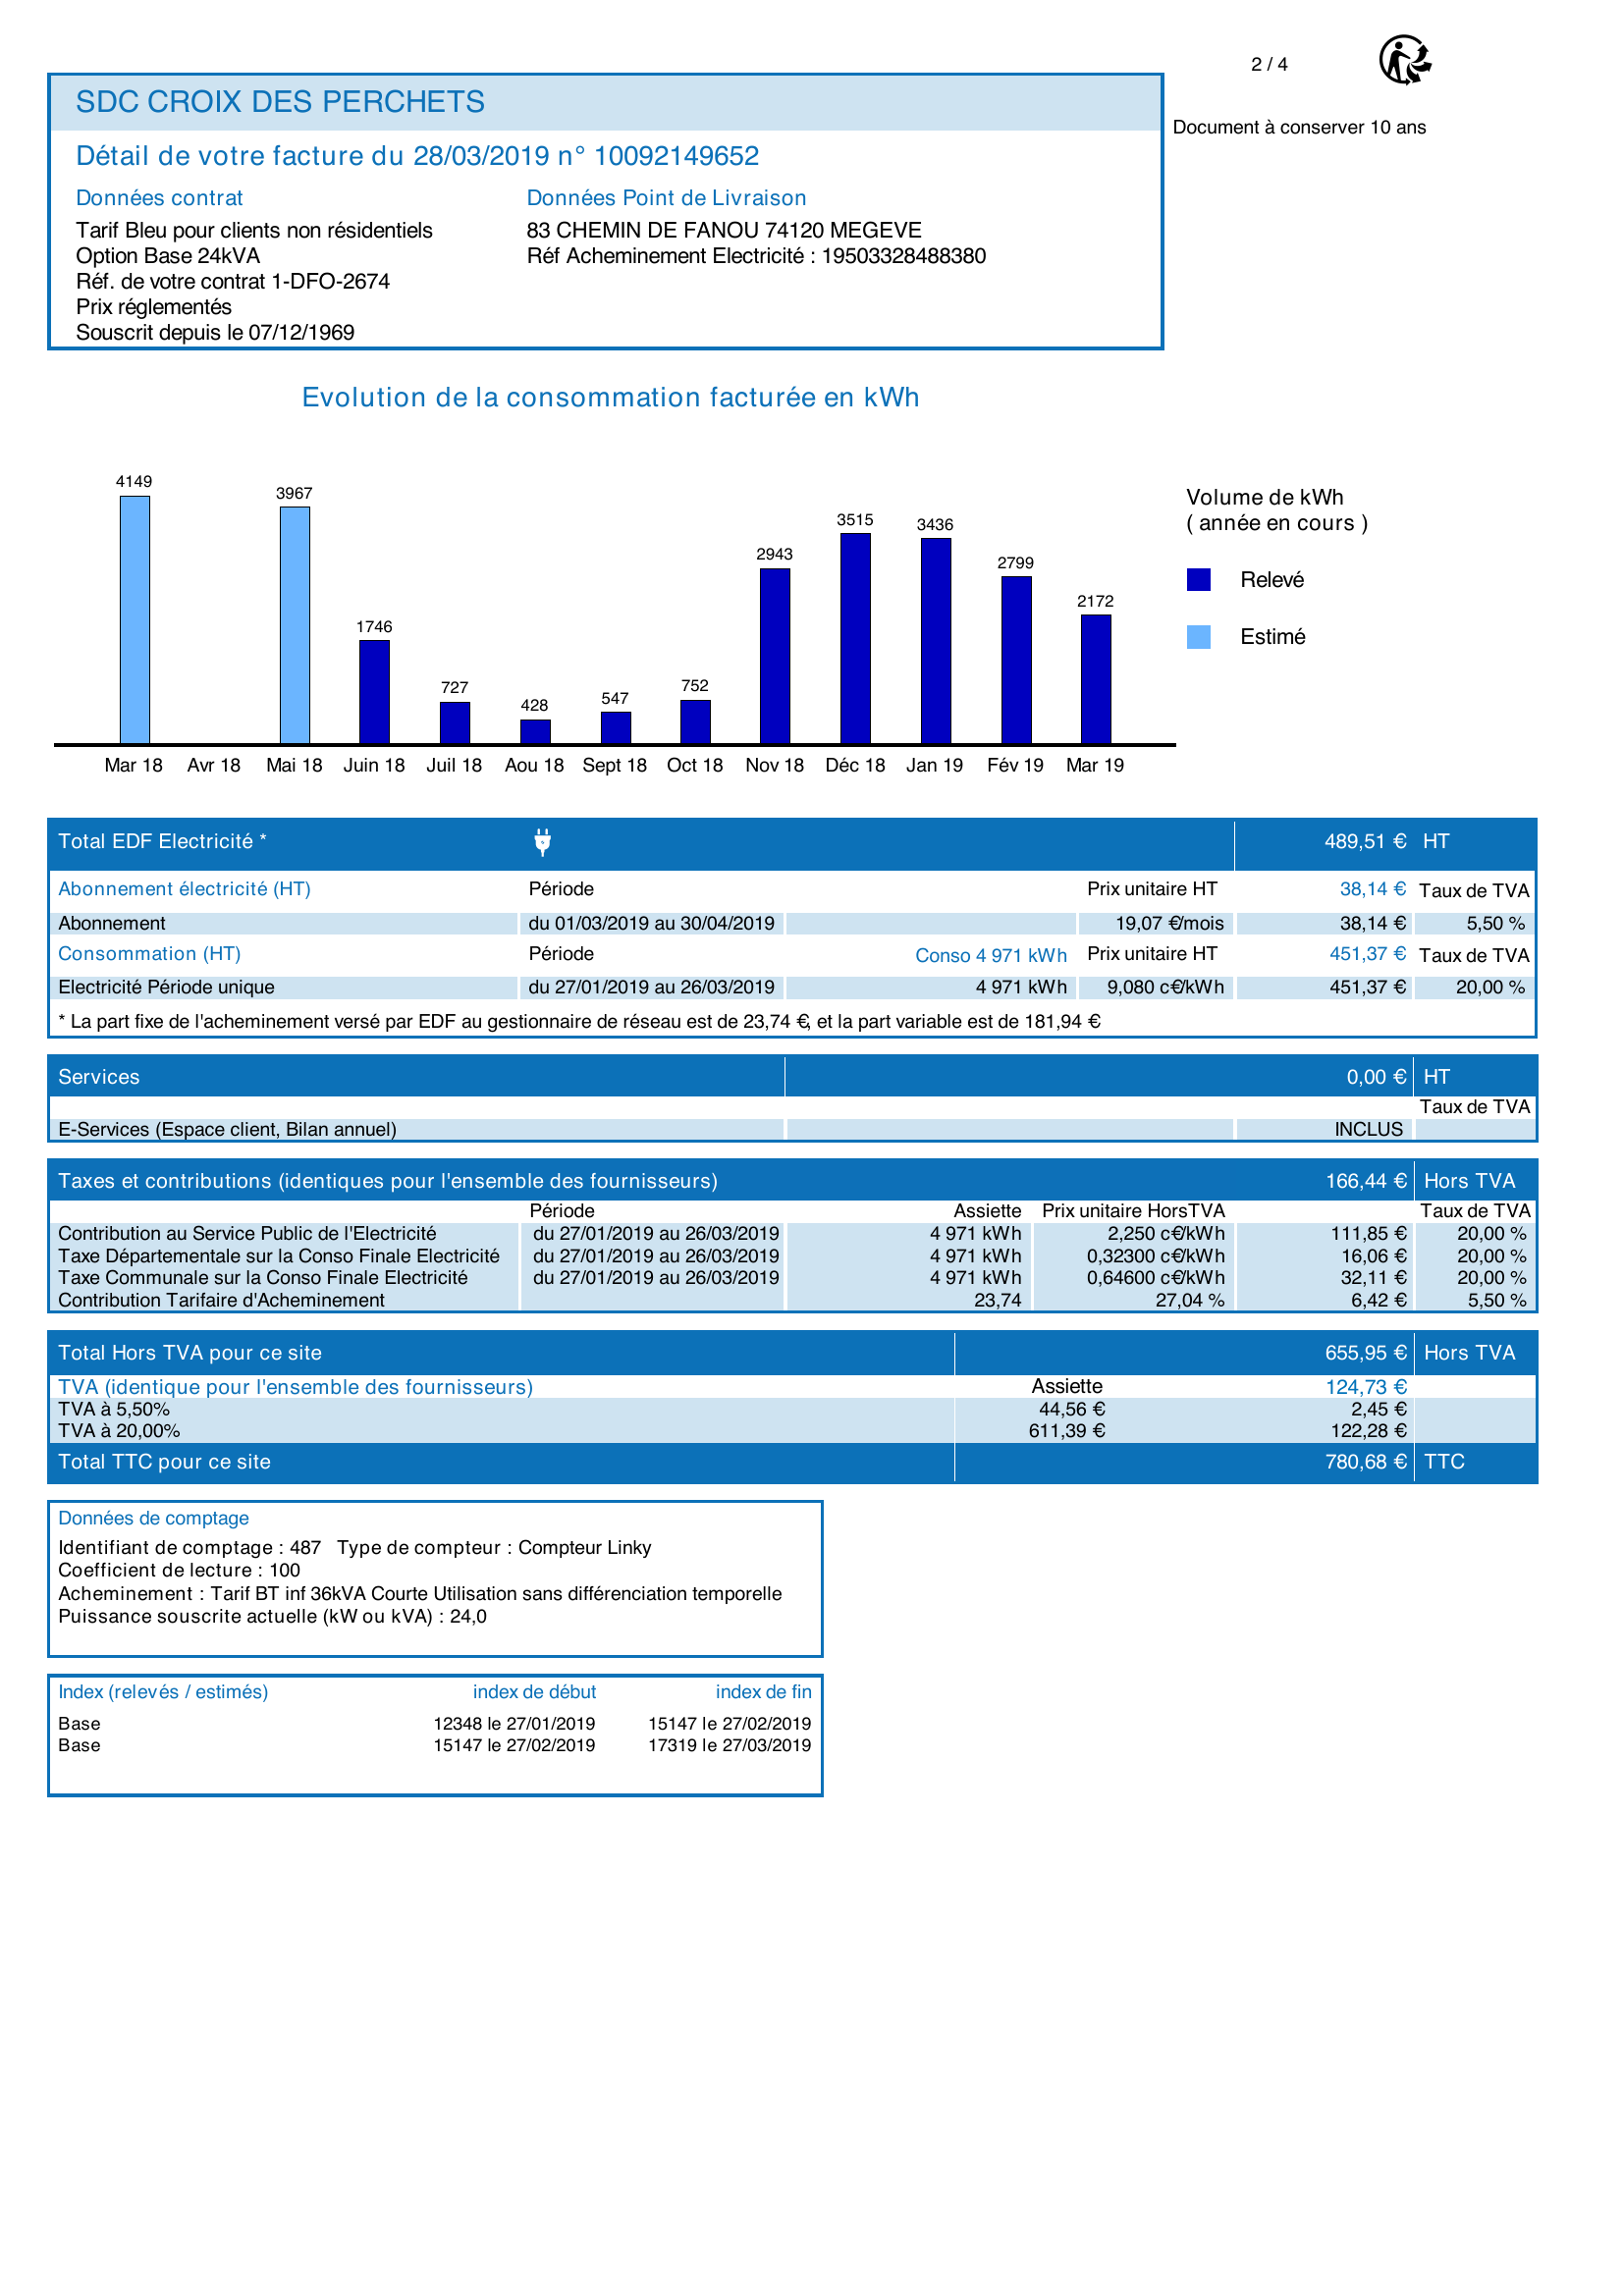 2 / 4
SDC CROIX DES PERCHETS
Document à conserver 10 ans
Détail de votre facture du 28/03/2019 n° 10092149652
Données contrat Données Point de Livraison
Tarif Bleu pour clients non résidentiels 83 CHEMIN DE FANOU 74120 MEGEVE
Option Base 24kVA Réf Acheminement Electricité : 19503328488380
Réf. de votre contrat 1-DFO-2674
Prix réglementés
Souscrit depuis le 07/12/1969
Evolution de la consommation facturée en kWh
4149 3967 1746 727 428 547 752 2943 3515 3436 2799 2172
Mar 18 Avr 18 Mai 18 Juin 18 Juil 18 Aou 18 Sept 18 Oct 18 Nov 18 Déc 18 Jan 19 Fév 19 Mar 19
Volume de kWh
( année en cours )
Relevé
Estimé
Total EDF Electricité * 489,51 € HT
Abonnement électricité (HT) Période Prix unitaire HT 38,14 € Taux de TVA
Abonnement du 01/03/2019 au 30/04/2019 19,07 €/mois 38,14 € 5,50 %
Consommation (HT) Période Conso 4 971 kWh Prix unitaire HT 451,37 € Taux de TVA
Electricité Période unique du 27/01/2019 au 26/03/2019 4 971 kWh 9,080 c€/kWh 451,37 € 20,00 %
* La part fixe de l'acheminement versé par EDF au gestionnaire de réseau est de 23,74 €, et la part variable est de 181,94 €
Services 0,00 € HT
Taux de TVA
E-Services (Espace client, Bilan annuel) INCLUS
Taxes et contributions (identiques pour l'ensemble des fournisseurs) 166,44 € Hors TVA
Période Assiette Prix unitaire HorsTVA Taux de TVA
Contribution au Service Public de l'Electricité du 27/01/2019 au 26/03/2019 4 971 kWh 2,250 c€/kWh 111,85 € 20,00 %
Taxe Départementale sur la Conso Finale Electricité du 27/01/2019 au 26/03/2019 4 971 kWh 0,32300 c€/kWh 16,06 € 20,00 %
Taxe Communale sur la Conso Finale Electricité du 27/01/2019 au 26/03/2019 4 971 kWh 0,64600 c€/kWh 32,11 € 20,00 %
Contribution Tarifaire d'Acheminement 23,74 27,04 % 6,42 € 5,50 %
Total Hors TVA pour ce site 655,95 € Hors TVA
TVA (identique pour l'ensemble des fournisseurs) Assiette 124,73 €
TVA à 5,50% 44,56 € 2,45 €
TVA à 20,00% 611,39 € 122,28 €
Total TTC pour ce site 780,68 € TTC
Données de comptage
Identifiant de comptage : 487 Type de compteur : Compteur Linky
Coefficient de lecture : 100
Acheminement : Tarif BT inf 36kVA Courte Utilisation sans différenciation temporelle
Puissance souscrite actuelle (kW ou kVA) : 24,0
Index (relevés / estimés) index de début index de fin
Base 12348 le 27/01/2019 15147 le 27/02/2019
Base 15147 le 27/02/2019 17319 le 27/03/2019